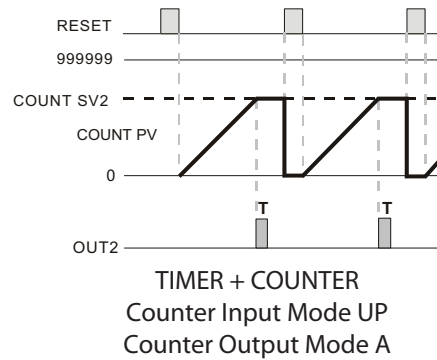 RESET
999999
COUNT SV2
COUNT PV
0
T T
OUT2
TIMER + COUNTER
Counter Input Mode UP
Counter Output Mode A